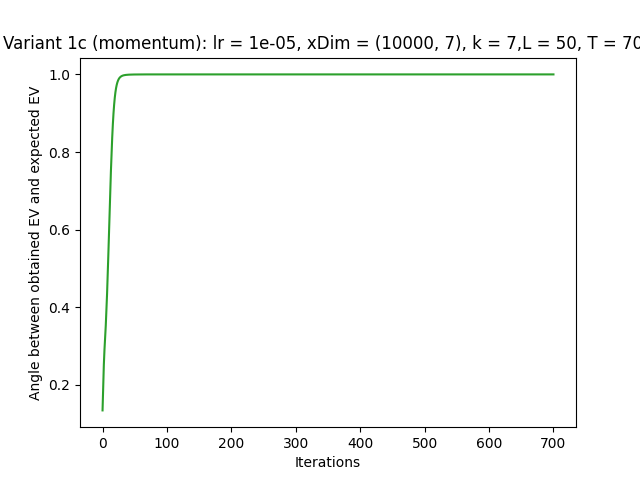 Variant 1c (momentum): lr = 1e-05, xDim = (10000, 7), k = 7,L = 50, T = 70
Angle between obtained EV and expected EV
1.0
0.8
0.6
0.4
0.2
0 100 200 300 400 500 600 700
Iterations